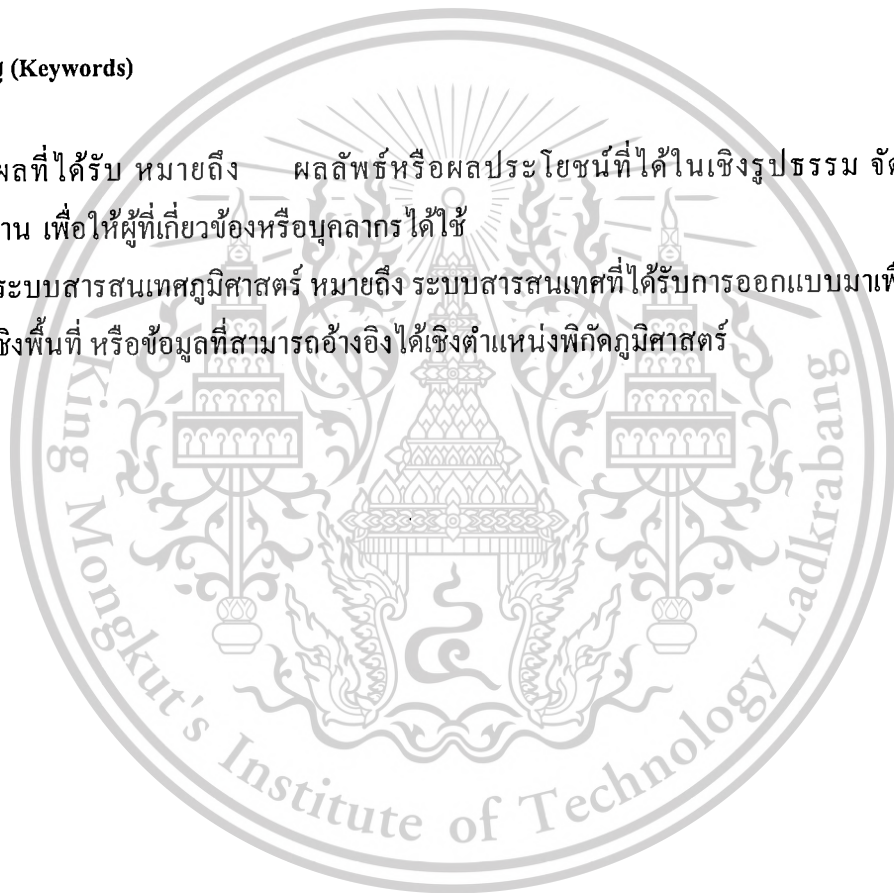 (Keywords)
ผลที่ได้รับ หมายถึง ผลลัพธ์หรือผลประโยชน์ที่ได้ในเชิงรูปธรรม
เพื่อให้ผู้ที่เกี่ยวข้องหรือบุคลากรได้ใช้
ระบบสารสนเทศภูมิศาสตร์ หมายถึง ระบบสารสนเทศที่ได้รับการออกแบบมา
เชิงพื้นที่ หรือข้อมูลที่สามารถอ้างอิงได้เชิงตำแหน่งพิกัดภูมิศาสตร์
King Mongkut's Institute of Technology Ladkrabang